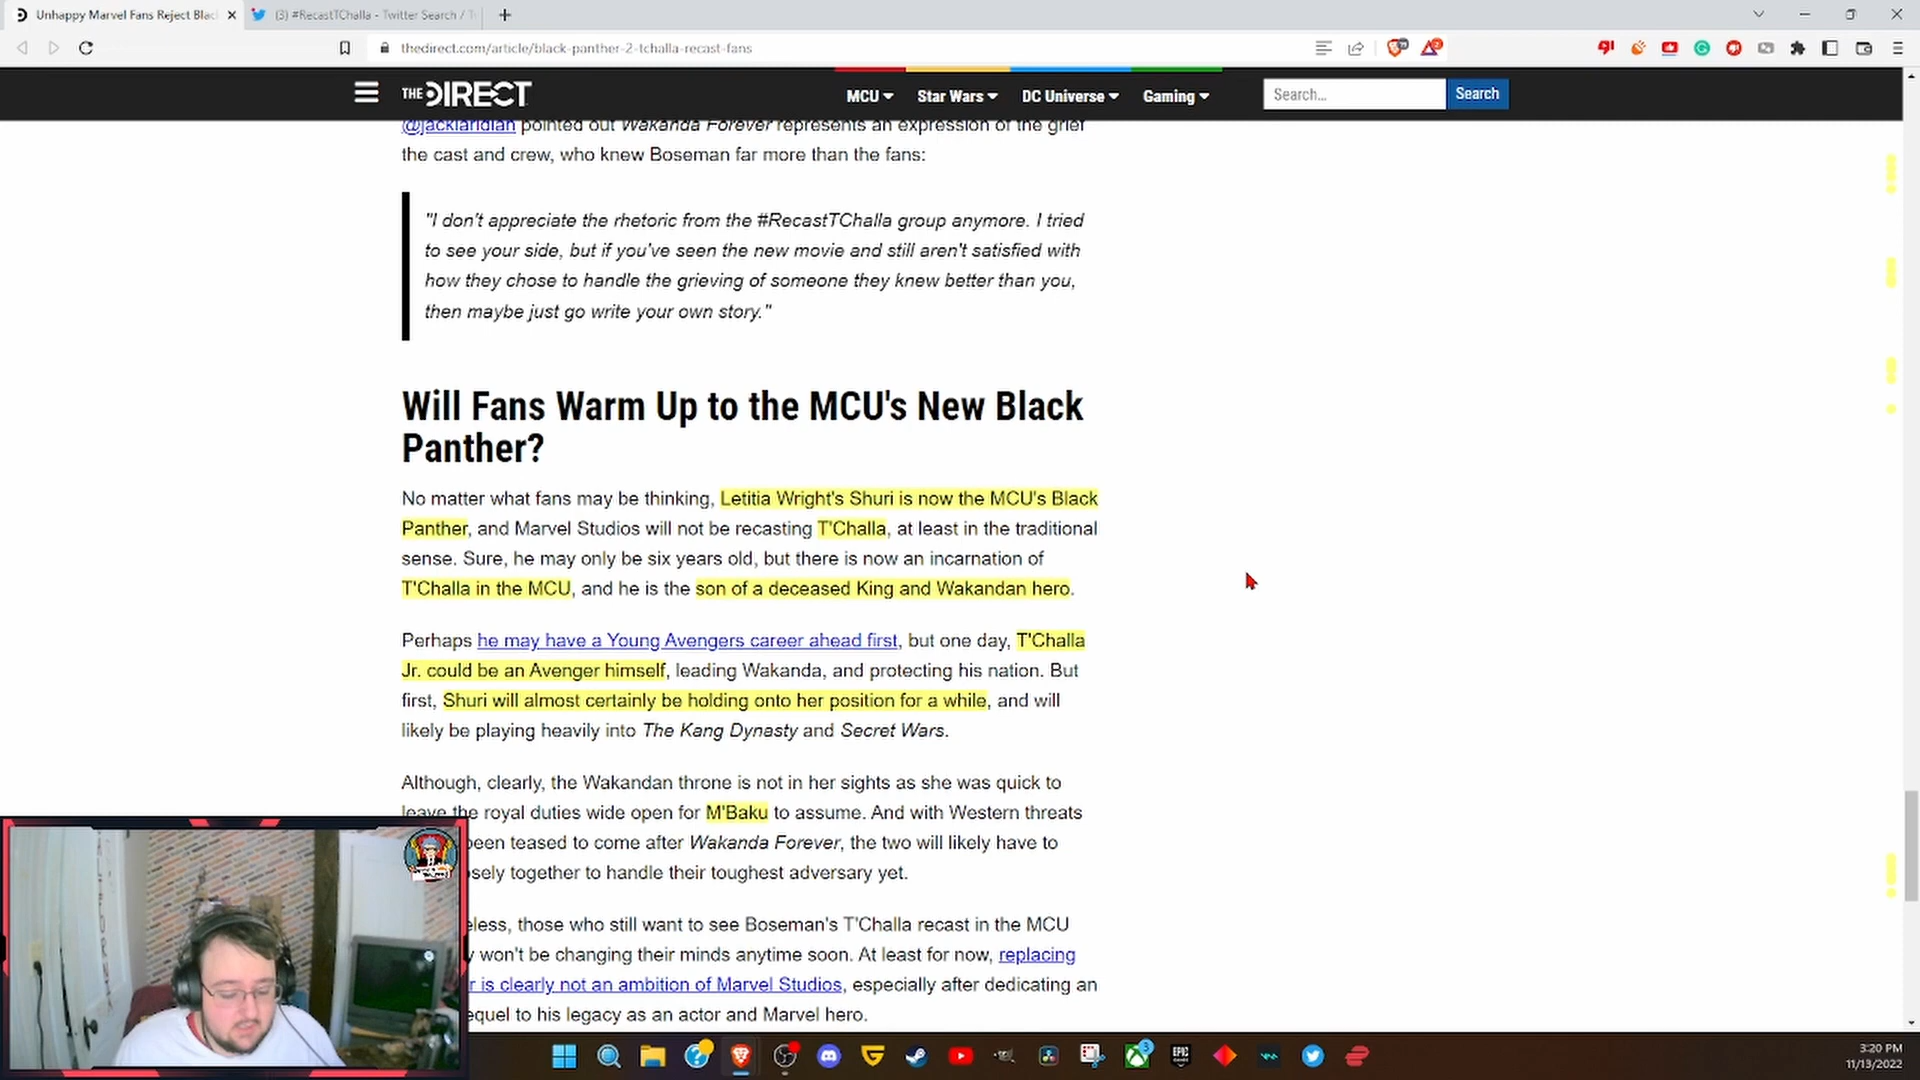 Unhappy Marvel Fans Reject Blac
(3) #RecastTChalla - Twitter Search / T
thedirect.com/article/black-panther-2-tchalla-recast-fans
THE DIRECT
MCU
Star Wars
DC Universe
Gaming
Search...
Search
@jacklaridian pointed out Wakanda Forever represents an expression of the grief
the cast and crew, who knew Boseman far more than the fans:
"I don't appreciate the rhetoric from the #RecastTChalla group anymore. I tried
to see your side, but if you've seen the new movie and still aren't satisfied with
how they chose to handle the grieving of someone they knew better than you,
then maybe just go write your own story."
Will Fans Warm Up to the MCU's New Black
Panther?
No matter what fans may be thinking, Letitia Wright's Shuri is now the MCU's Black
Panther, and Marvel Studios will not be recasting T'Challa, at least in the traditional
sense. Sure, he may only be six years old, but there is now an incarnation of
T'Challa in the MCU, and he is the son of a deceased King and Wakandan hero.
Perhaps he may have a Young Avengers career ahead first, but one day, T'Challa
Jr. could be an Avenger himself, leading Wakanda, and protecting his nation. But
first, Shuri will almost certainly be holding onto her position for a while, and will
likely be playing heavily into The Kang Dynasty and Secret Wars.
Although, clearly, the Wakandan throne is not in her sights as she was quick to
leave the royal duties wide open for M'Baku to assume. And with Western threats
been teased to come after Wakanda Forever, the two will likely have to
osely together to handle their toughest adversary yet.
eless, those who still want to see Boseman's T'Challa recast in the MCU
y won't be changing their minds anytime soon. At least for now, replacing
r is clearly not an ambition of Marvel Studios, especially after dedicating an
equel to his legacy as an actor and Marvel hero.
EPIC
3
3:20 PM
11/13/2022